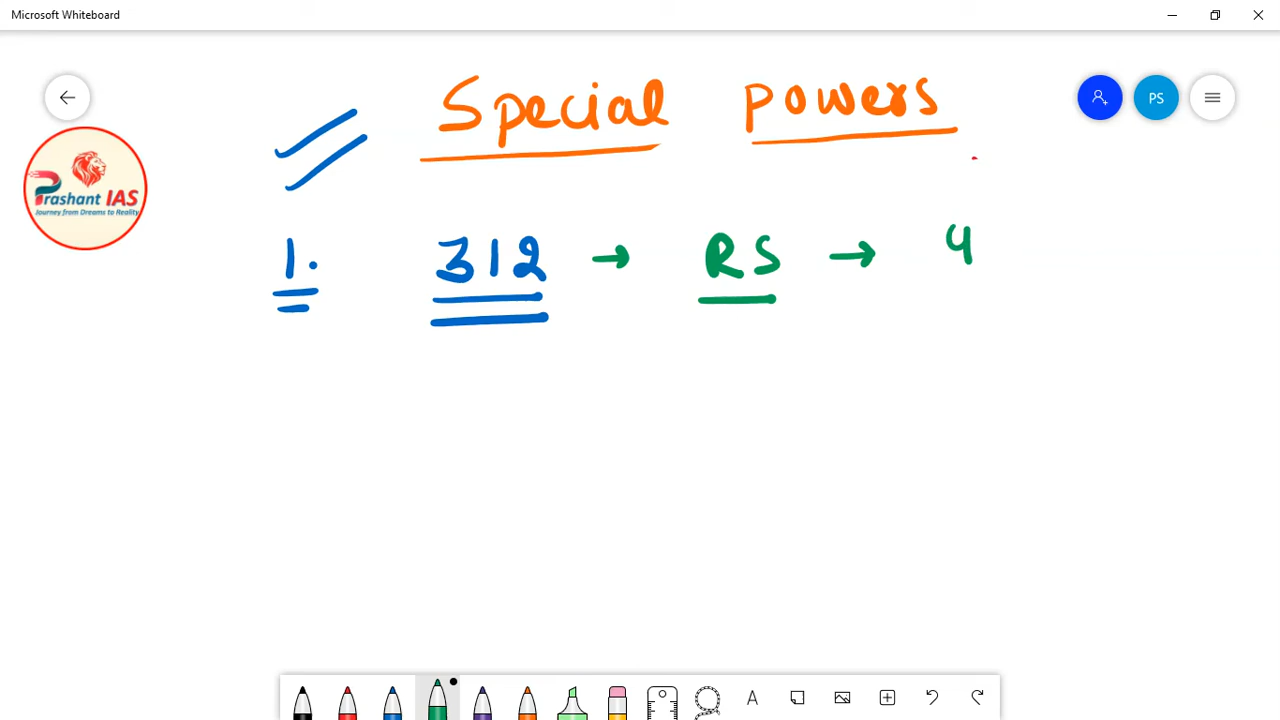 Microsoft Whiteboard
Special Powers
PS
Prashant IAS
Journey from Dreams to Reality
1. 312 → RS → 4
A